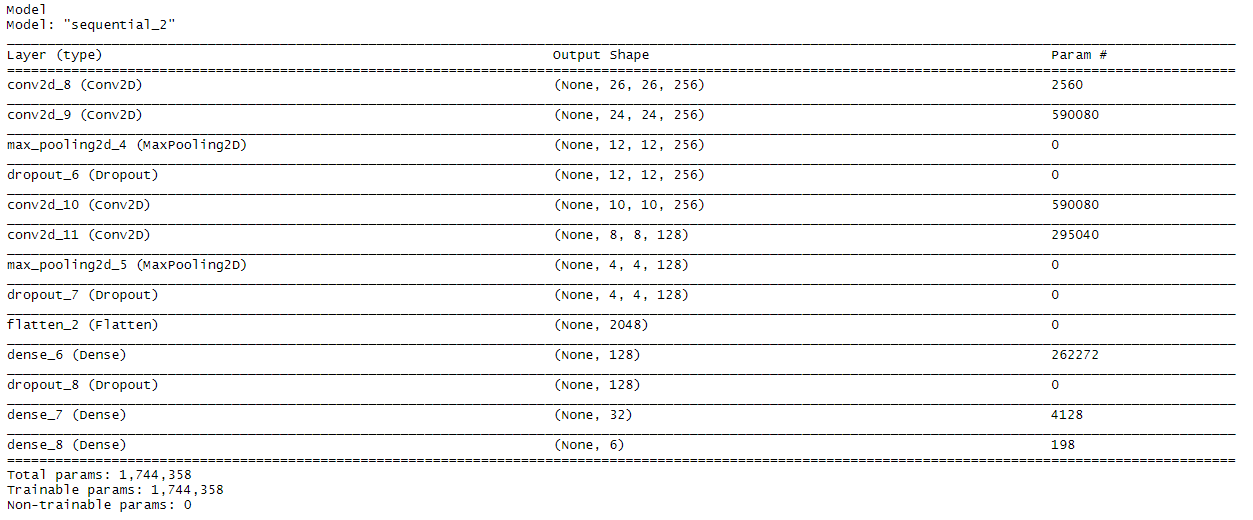 Model
Model: "sequential_2"
Layer (type) Output Shape Param #
conv2d_8 (Conv2D) (None, 26, 26, 256) 2560
conv2d_9 (Conv2D) (None, 24, 24, 256) 590080
max_pooling2d_4 (MaxPooling2D) (None, 12, 12, 256) 0
dropout_6 (Dropout) (None, 12, 12, 256) 0
conv2d_10 (Conv2D) (None, 10, 10, 256) 590080
conv2d_11 (Conv2D) (None, 8, 8, 128) 295040
max_pooling2d_5 (MaxPooling2D) (None, 4, 4, 128) 0
dropout_7 (Dropout) (None, 4, 4, 128) 0
flatten_2 (Flatten) (None, 2048) 0
dense_6 (Dense) (None, 128) 262272
dropout_8 (Dropout) (None, 128) 0
dense_7 (Dense) (None, 32) 4128
dense_8 (Dense) (None, 6) 198
Total params: 1,744,358
Trainable params: 1,744,358
Non-trainable params: 0